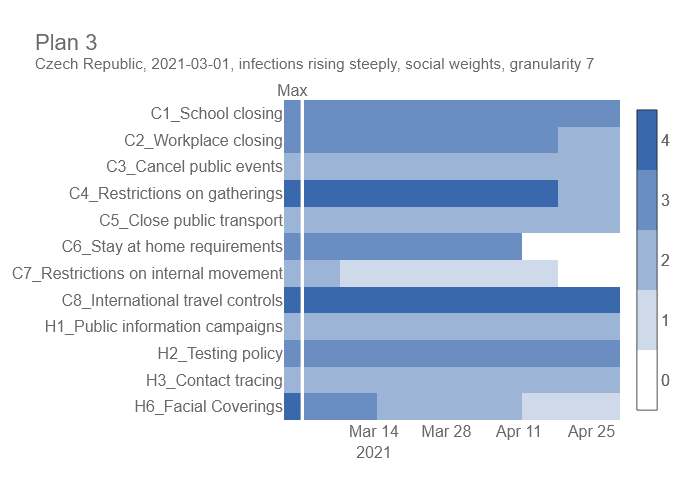 Plan 3
Czech Republic, 2021-03-01, infections rising steeply, social weights, granularity 7
Max
C1_School closing
C2_Workplace closing
C3_Cancel public events
C4_Restrictions on gatherings
C5_Close public transport
C6_Stay at home requirements
C7_Restrictions on internal movement
C8_International travel controls
H1_Public information campaigns
H2_Testing policy
H3_Contact tracing
H6_Facial Coverings
Mar 14 Mar 28 Apr 11 Apr 25
2021
4
3
2
1
0